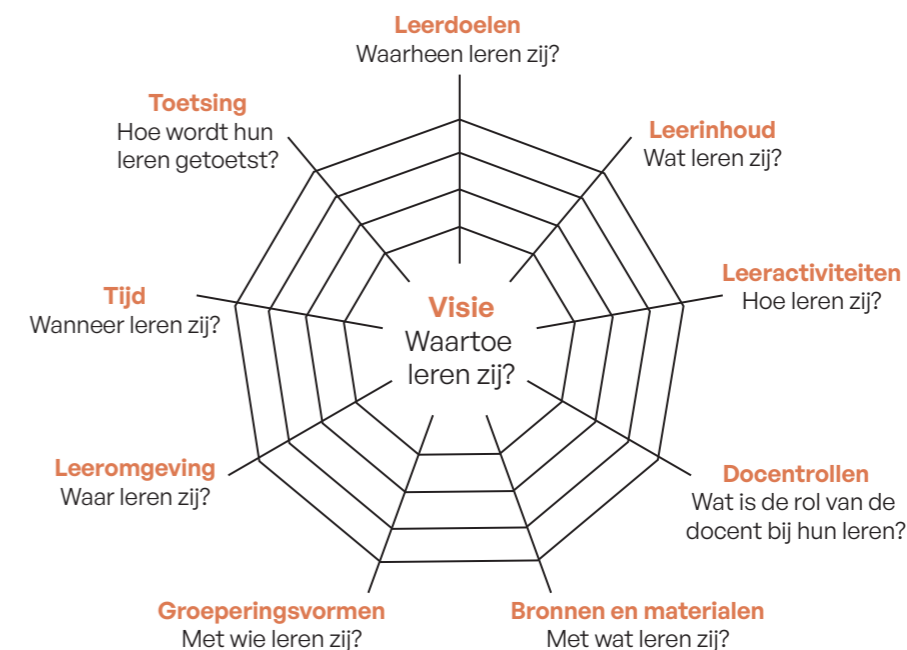 Leerdoelen
Waarheen leren zij?
Toetsing
Hoe wordt hun
leren getoetst?
Leerinhoud
Wat leren zij?
Leeractiviteiten
Hoe leren zij?
Tijd
Wanneer leren zij?
Visie
Waartoe
leren zij?
Leeromgeving
Waar leren zij?
Docentrollen
Wat is de rol van de
docent bij hun leren?
Groeperingsvormen
Met wie leren zij?
Bronnen en materialen
Met wat leren zij?